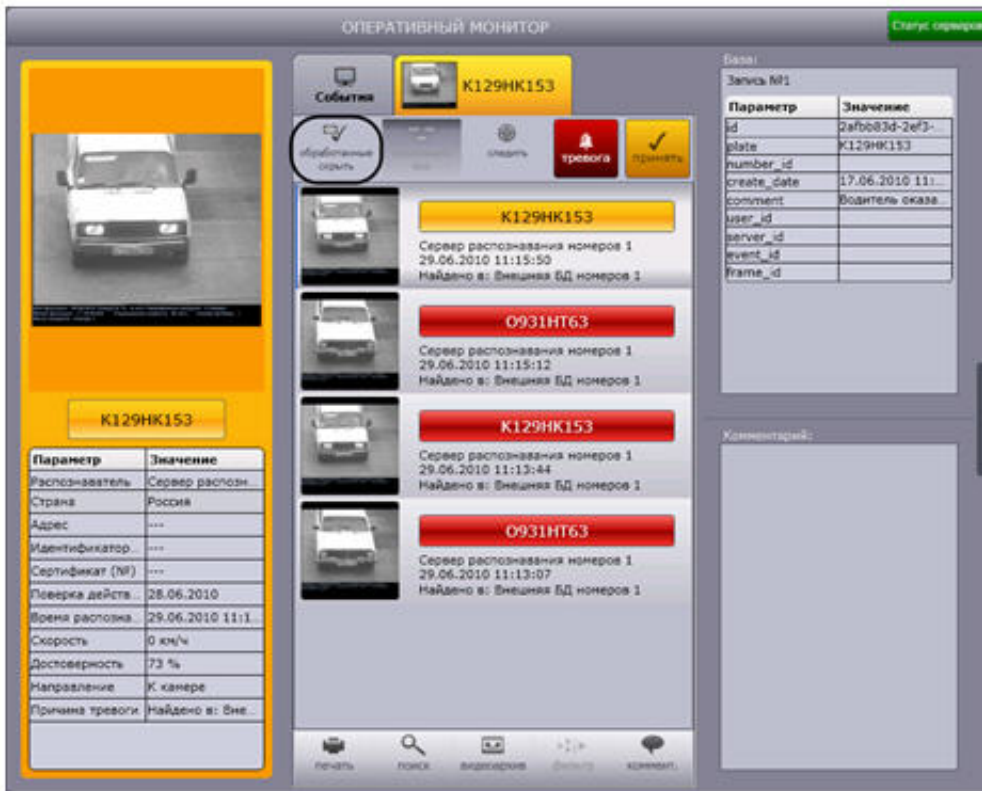 ОПЕРАТИВНЫЙ МОНИТОР
Статус серверов
К129НК153
Параметр Значение
Распознаватель Сервер распозн...
Страна Россия
Адрес ---
Идентификатор... ---
Сертификат (№) ---
Поверка действ... 28.06.2010
Время распозна... 29.06.2010 11:1...
Скорость 0 км/ч
Достоверность 73 %
Направление К камере
Причина тревоги Найдено в: Вне...
События
К129НК153
обработанные
скрыть
следить
тревога
принять
К129НК153
Сервер распознавания номеров 1
29.06.2010 11:15:50
Найдено в: Внешняя БД номеров 1
О931НТ63
Сервер распознавания номеров 1
29.06.2010 11:15:12
Найдено в: Внешняя БД номеров 1
К129НК153
Сервер распознавания номеров 1
29.06.2010 11:13:44
Найдено в: Внешняя БД номеров 1
О931НТ63
Сервер распознавания номеров 1
29.06.2010 11:13:07
Найдено в: Внешняя БД номеров 1
печать поиск видеоархив фильтр коммент.
База:
Запись №1
Параметр Значение
id 2afbb83d-2ef3-...
plate К129НК153
number_id
create_date 17.06.2010 11:...
comment Водитель оказа...
user_id
server_id
event_id
frame_id
Комментарий: